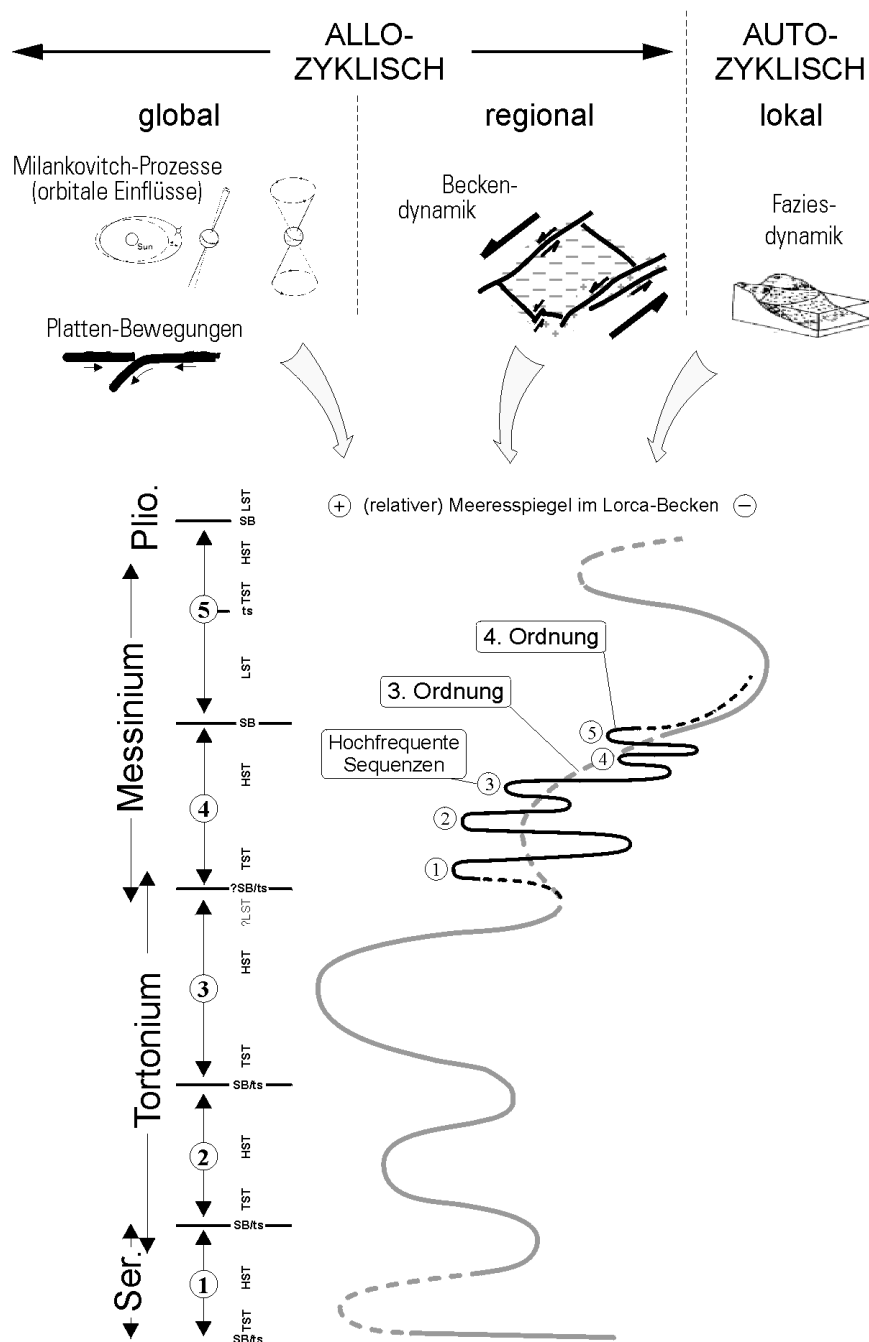 ALLO-
ZYKLISCH
AUTO-
ZYKLISCH
global
regional
lokal
Milankovitch-Prozesse
(orbitale Einflüsse)
Sun
Platten-Bewegungen
Becken-
dynamik
Fazies-
dynamik
+ (relativer) Meeresspiegel im Lorca-Becken −
Plio.
Messinium
Tortonium
Ser.
LST
SB
HST
TST
ts
5
LST
SB
HST
4
TST
?SB/ts
?LST
HST
3
TST
SB/ts
HST
2
TST
SB/ts
HST
1
TST
SB/ts
4. Ordnung
3. Ordnung
Hochfrequente
Sequenzen
5
4
3
2
1